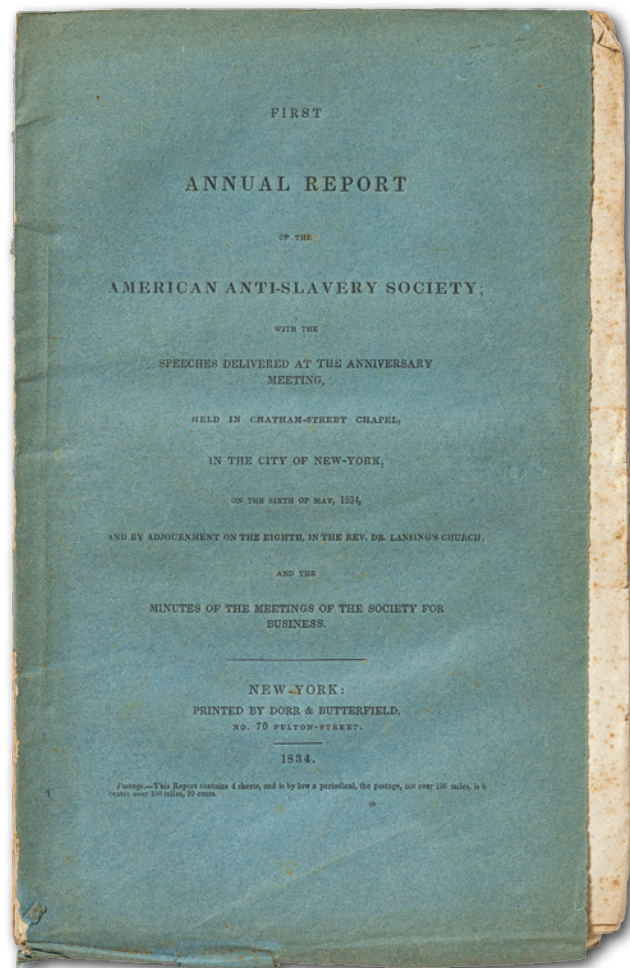 FIRST
ANNUAL REPORT
OF THE
AMERICAN ANTI-SLAVERY SOCIETY;
WITH THE
SPEECHES DELIVERED AT THE ANNIVERSARY
MEETING,
HELD IN CHATHAM-STREET CHAPEL,
IN THE CITY OF NEW-YORK,
ON THE SIXTH OF MAY, 1834,
AND BY ADJOURNMENT ON THE EIGHTH, IN THE REV. DR. LANSING'S CHURCH;
AND THE
MINUTES OF THE MEETINGS OF THE SOCIETY FOR
BUSINESS.
NEW-YORK:
PRINTED BY DORR & BUTTERFIELD,
NO. 70 FULTON-STREET.
1834.
Postage.—This Report contains 4 sheets, and is by law a periodical, the postage, not over 100 miles, is 6
cents; over 100 miles, 10 cents.